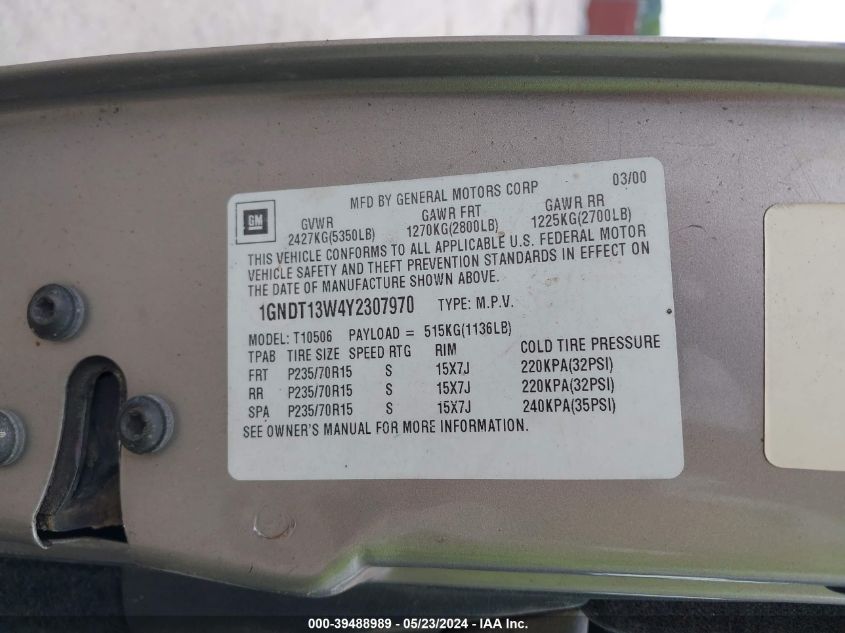 MFD BY GENERAL MOTORS CORP 03/00
GM
GVWR GAWR FRT GAWR RR
2427KG(5350LB) 1270KG(2800LB) 1225KG(2700LB)
THIS VEHICLE CONFORMS TO ALL APPLICABLE U.S. FEDERAL MOTOR
VEHICLE SAFETY AND THEFT PREVENTION STANDARDS IN EFFECT ON
THE DATE OF MANUFACTURE SHOWN ABOVE.
1GNDT13W4Y2307970 TYPE: M.P.V.
MODEL: T10506 PAYLOAD = 515KG(1136LB)
TPAB TIRE SIZE SPEED RTG RIM COLD TIRE PRESSURE
FRT P235/70R15 S 15X7J 220KPA(32PSI)
RR P235/70R15 S 15X7J 220KPA(32PSI)
SPA P235/70R15 S 15X7J 240KPA(35PSI)
SEE OWNER'S MANUAL FOR MORE INFORMATION.
000-39488989 / 05/23/2024 - © IAA Inc.